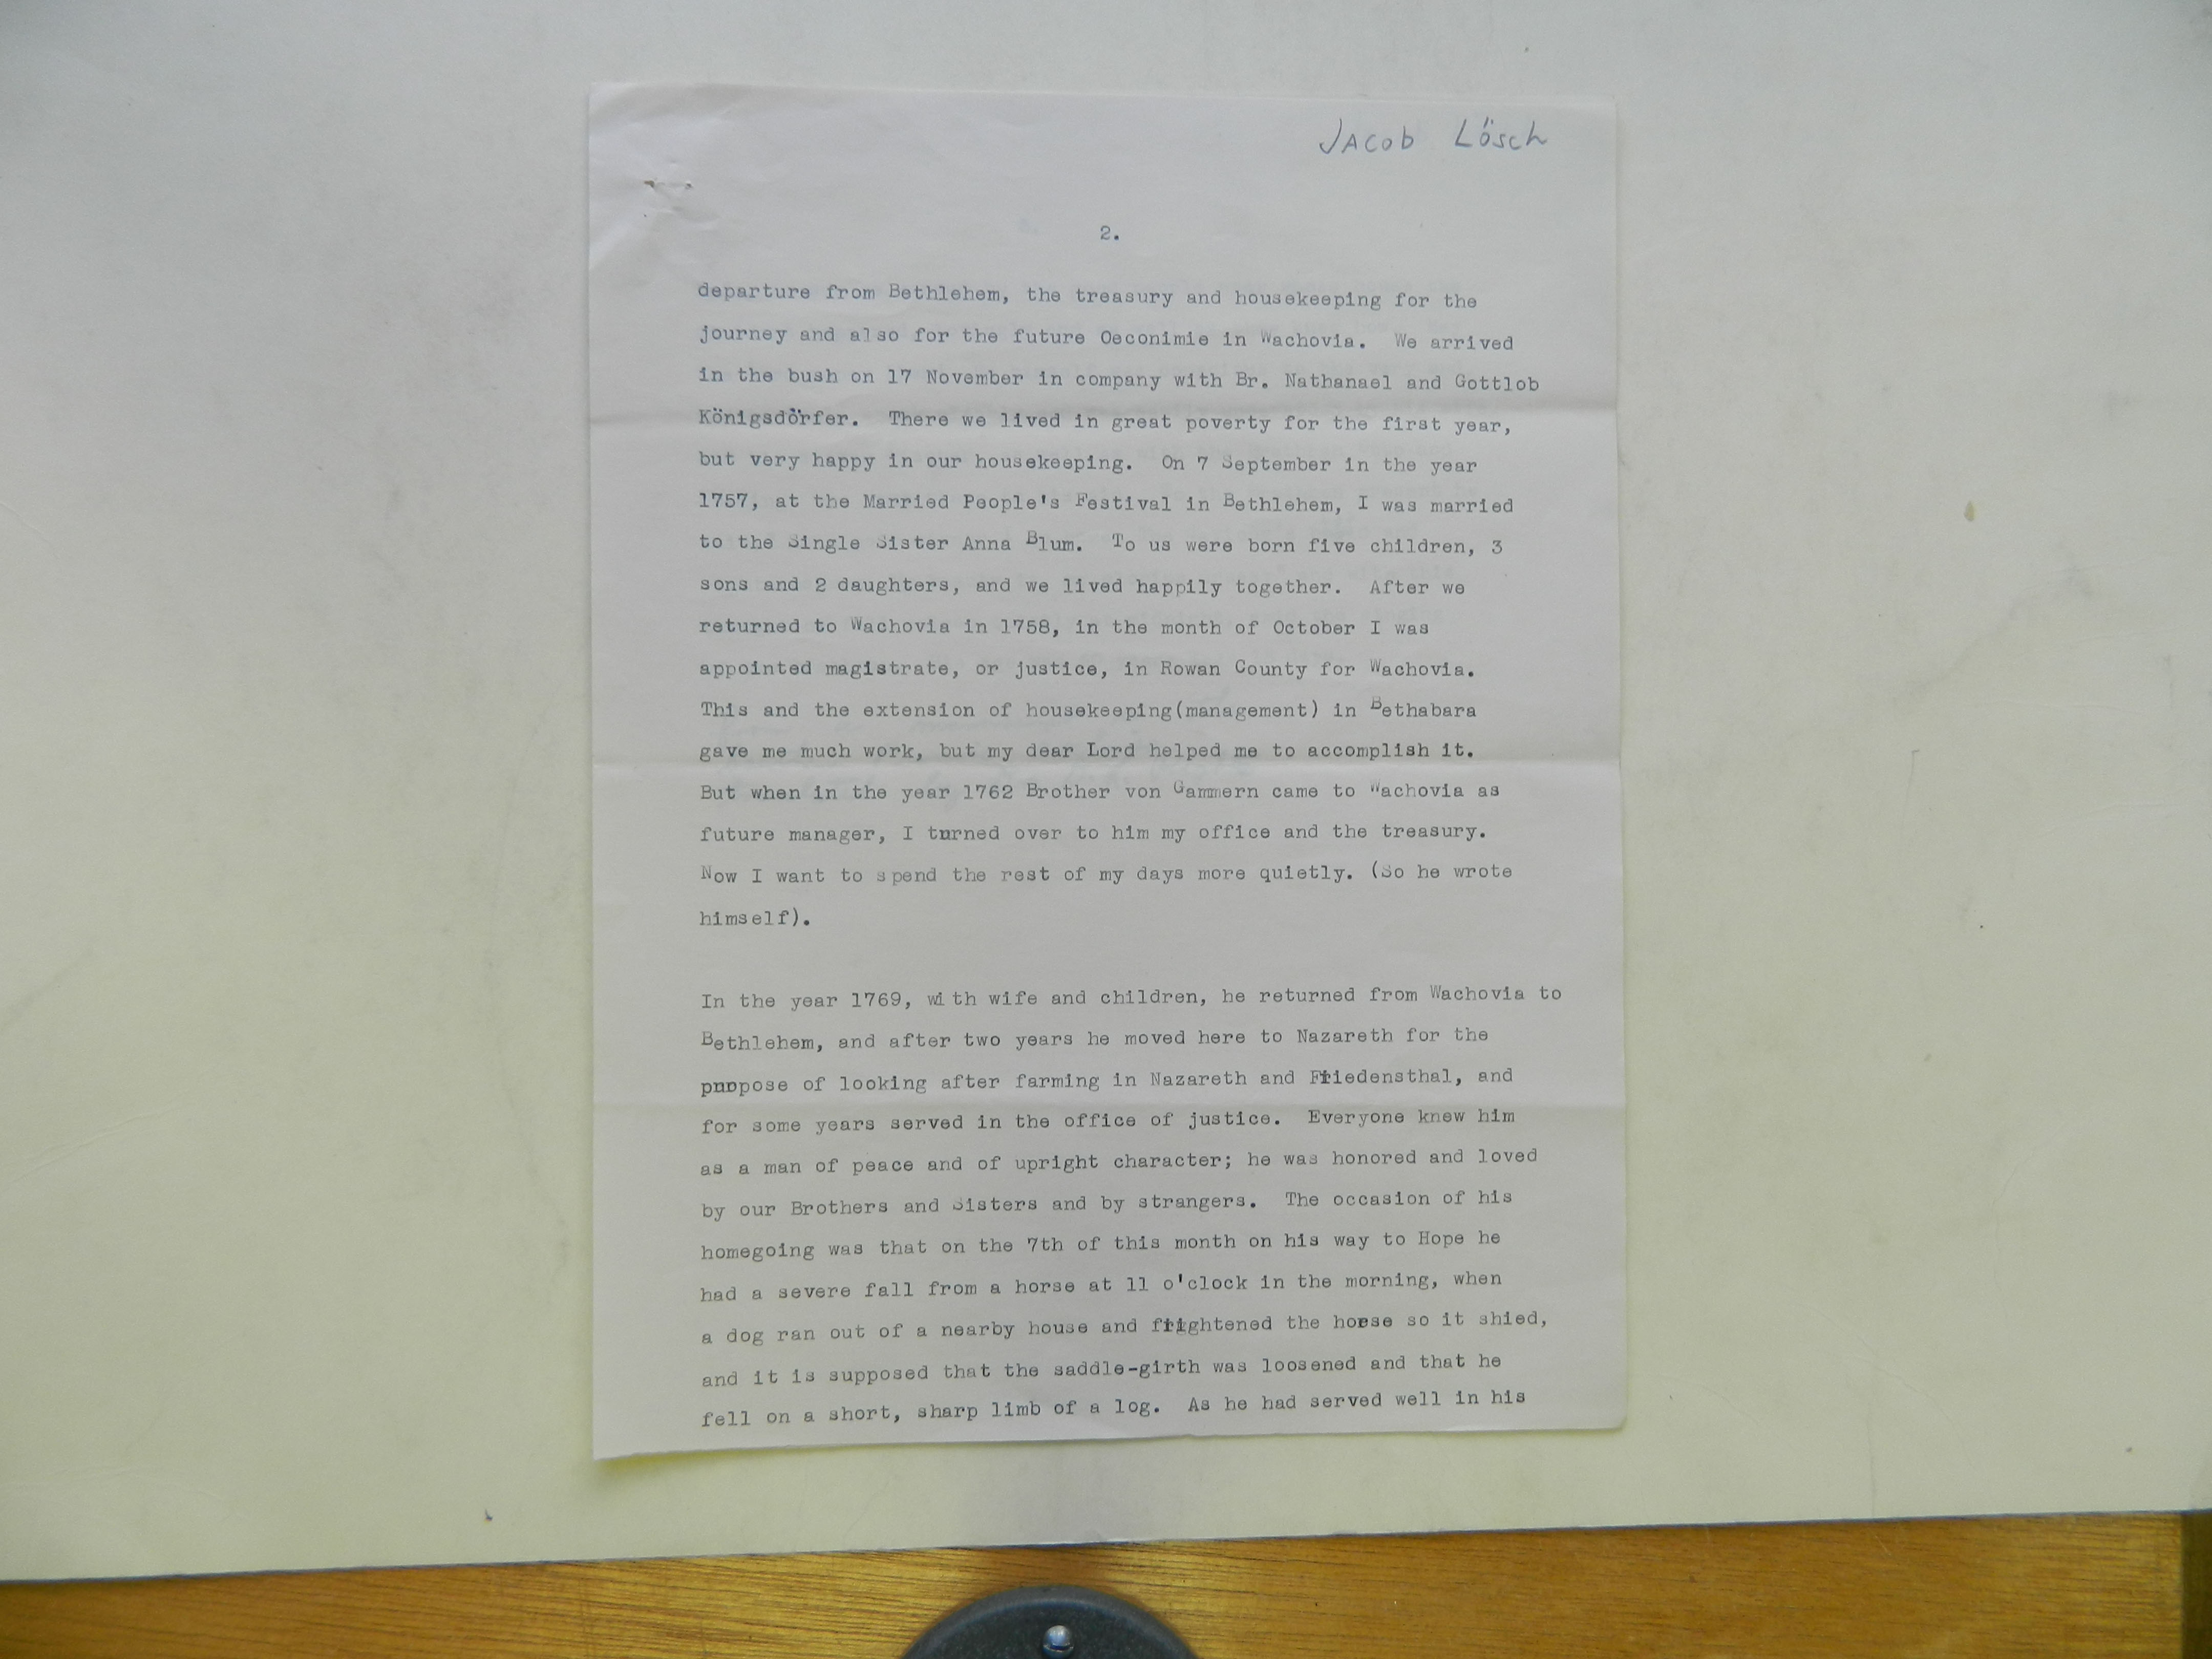 Jacob Lösch
2.
departure from Bethlehem, the treasury and housekeeping for the
journey and also for the future Oeconimie in Wachovia. We arrived
in the bush on 17 November in company with Br. Nathanael and Gottlob
Königsdörfer. There we lived in great poverty for the first year,
but very happy in our housekeeping. On 7 September in the year
1757, at the Married People's Festival in Bethlehem, I was married
to the Single Sister Anna Blum. To us were born five children, 3
sons and 2 daughters, and we lived happily together. After we
returned to Wachovia in 1758, in the month of October I was
appointed magistrate, or justice, in Rowan County for Wachovia.
This and the extension of housekeeping(management) in Bethabara
gave me much work, but my dear Lord helped me to accomplish it.
But when in the year 1762 Brother von Gammern came to Wachovia as
future manager, I turned over to him my office and the treasury.
Now I want to spend the rest of my days more quietly. (So he wrote
himself).
In the year 1769, with wife and children, he returned from Wachovia to
Bethlehem, and after two years he moved here to Nazareth for the
purpose of looking after farming in Nazareth and Friedensthal, and
for some years served in the office of justice. Everyone knew him
as a man of peace and of upright character; he was honored and loved
by our Brothers and Sisters and by strangers. The occasion of his
homegoing was that on the 7th of this month on his way to Hope he
had a severe fall from a horse at 11 o'clock in the morning, when
a dog ran out of a nearby house and frightened the horse so it shied,
and it is supposed that the saddle-girth was loosened and that he
fell on a short, sharp limb of a log. As he had served well in his